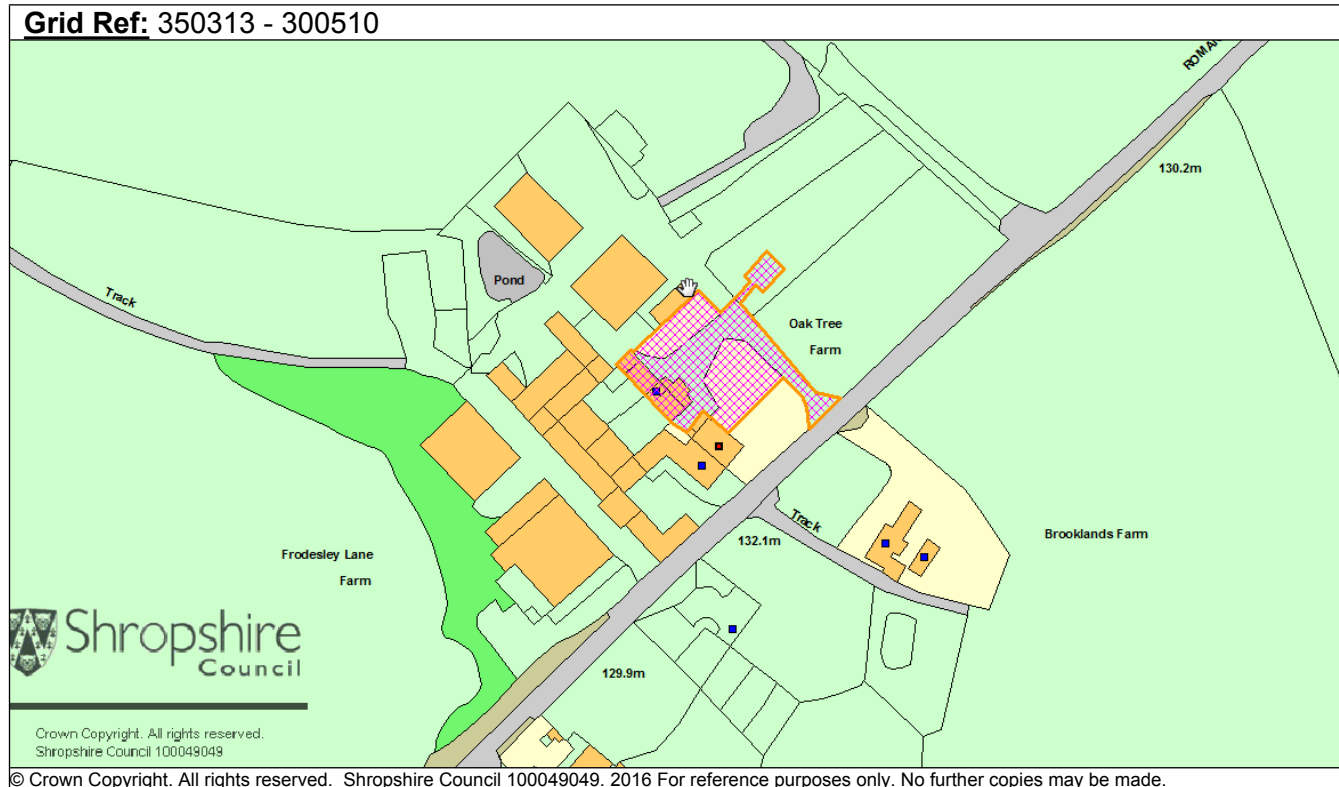 Grid Ref: 350313 - 300510
ROMAN
130.2m
Pond
Track
Oak Tree
Farm
Track
132.1m
Brooklands Farm
Frodesley Lane
Farm
Shropshire
Council
129.9m
Crown Copyright. All rights reserved.
Shropshire Council 100049049
© Crown Copyright. All rights reserved. Shropshire Council 100049049. 2016 For reference purposes only. No further copies may be made.